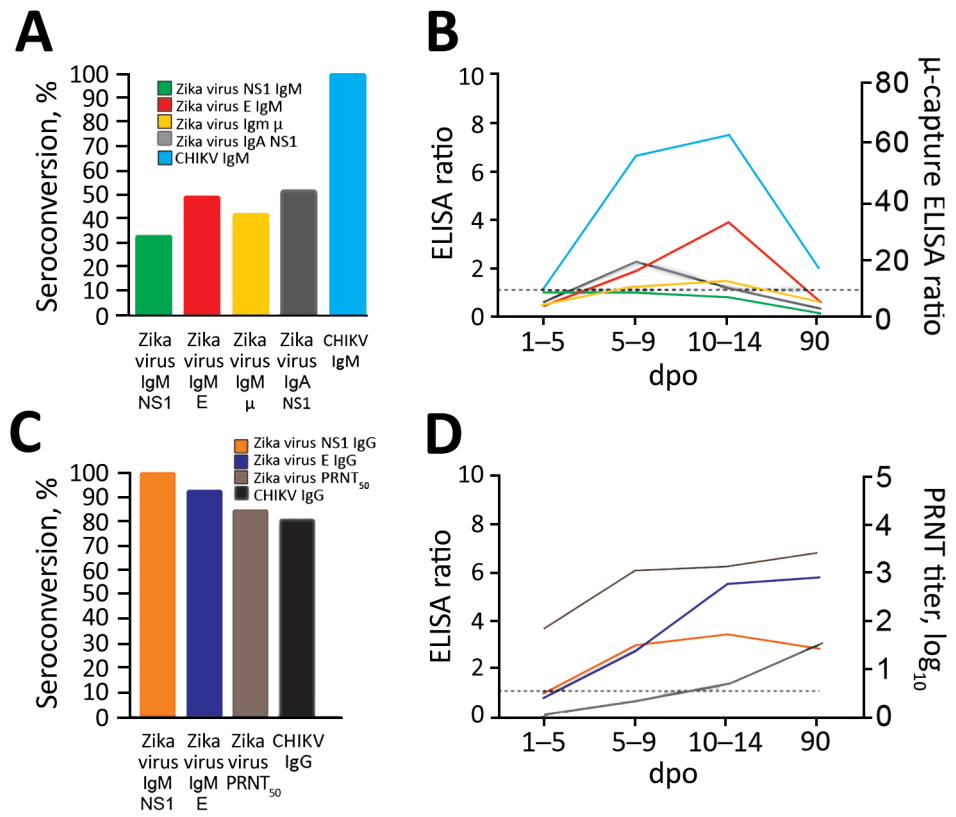 A
Seroconversion, %
100
90
80
70
60
50
40
30
20
10
0
Zika virus NS1 IgM
Zika virus E IgM
Zika virus Igm µ
Zika virus IgA NS1
CHIKV IgM
Zika
virus
IgM
NS1
Zika
virus
IgM
E
Zika
virus
IgM
µ
Zika
virus
IgA
NS1
CHIKV
IgM
B
ELISA ratio
10
8
6
4
2
0
µ-capture ELISA ratio
80
60
40
20
0
1–5
5–9
10–14
90
dpo
C
Seroconversion, %
100
90
80
70
60
50
40
30
20
10
0
Zika virus NS1 IgG
Zika virus E IgG
Zika virus PRNT50
CHIKV IgG
Zika
virus
IgM
NS1
Zika
virus
IgM
E
Zika
virus
PRNT50
CHIKV
IgG
D
ELISA ratio
10
8
6
4
2
0
PRNT titer, log10
5
4
3
2
1
0
1–5
5–9
10–14
90
dpo